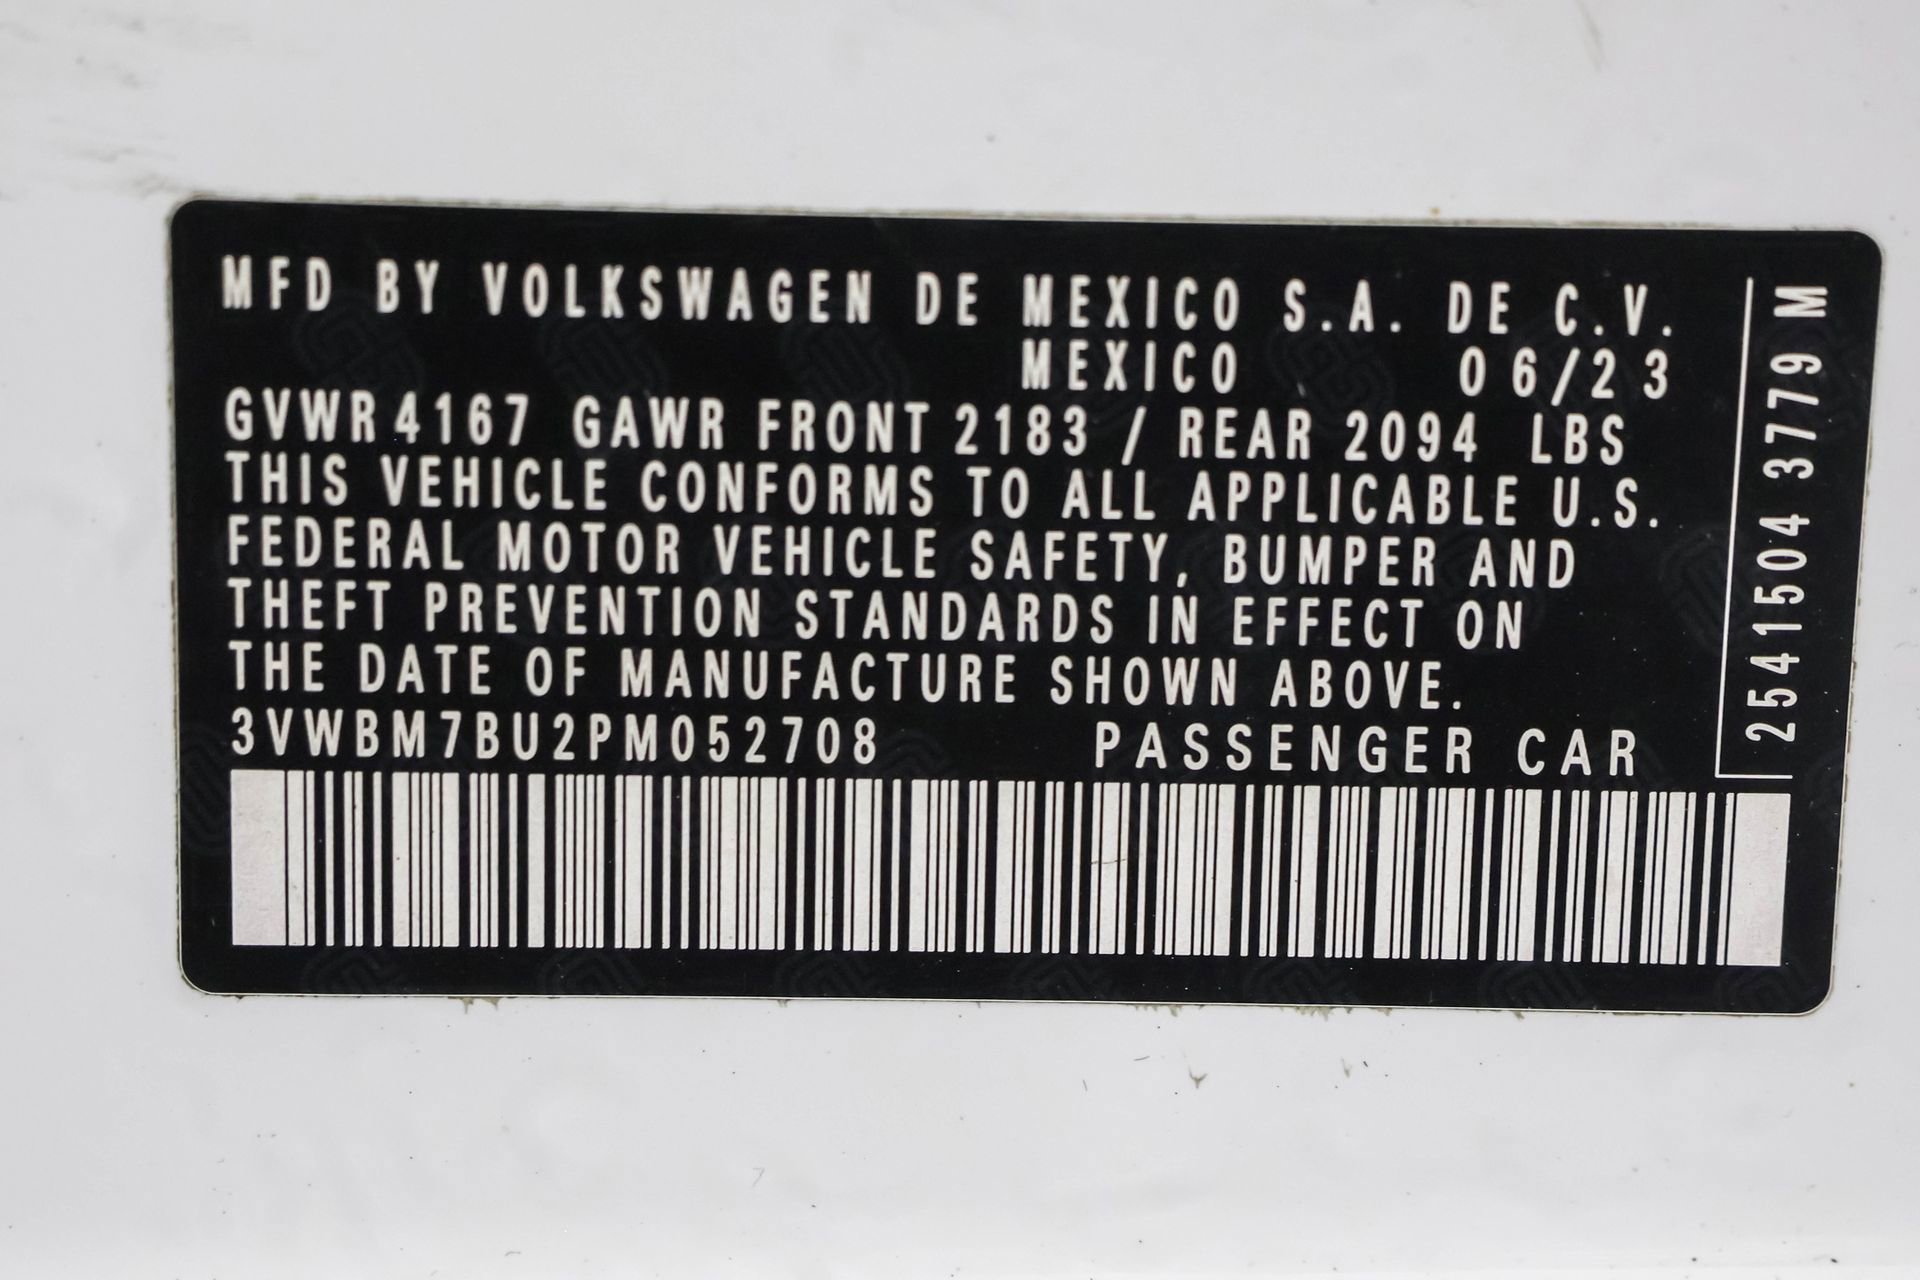 MFD BY VOLKSWAGEN DE MEXICO S.A. DE C.V.
MEXICO 06/23
GVWR 4167 GAWR FRONT 2183 / REAR 2094 LBS
THIS VEHICLE CONFORMS TO ALL APPLICABLE U.S.
FEDERAL MOTOR VEHICLE SAFETY, BUMPER AND
THEFT PREVENTION STANDARDS IN EFFECT ON
THE DATE OF MANUFACTURE SHOWN ABOVE.
3VWBM7BU2PM052708 PASSENGER CAR
2541504 3779 M